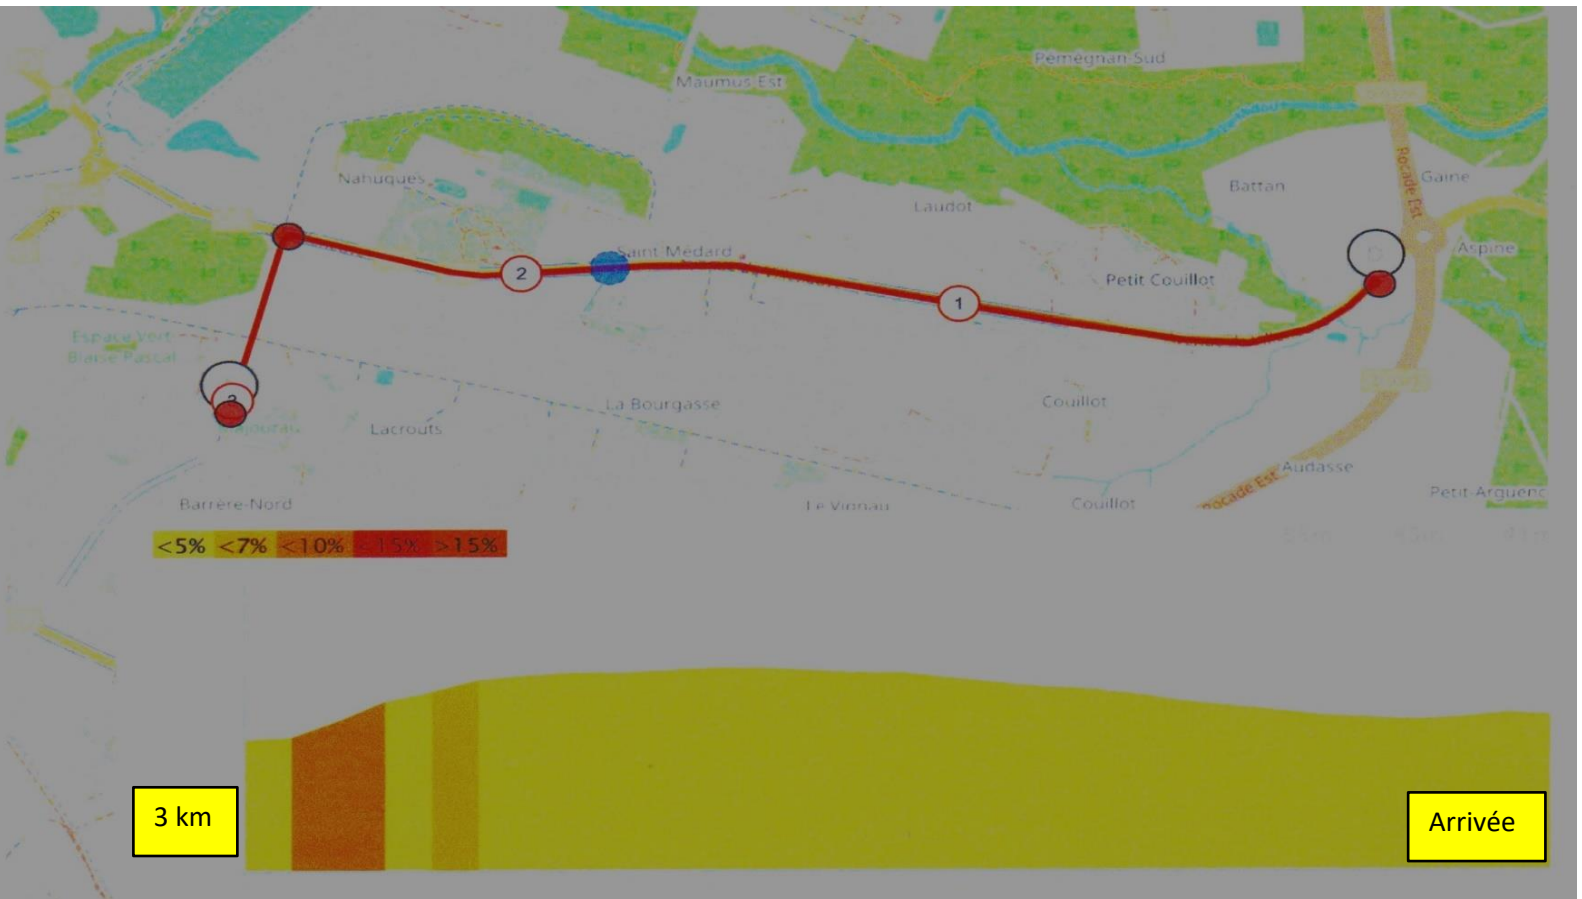 Pémégnan-Sud
Maumus-Est
Rocade Est
Gaine
Nahuques
Battan
Laudot
Saint-Médard
Aspine
2
Petit Couillot
1
Espace Vert
Blaise Pascal
La Bourgasse
Couillot
Lacrouts
Audasse
Rocade Est
Petit-Arguenc
Barrère-Nord
Le Vignau
Couillot
<5% <7% <10% <15% >15%
3 km
Arrivée